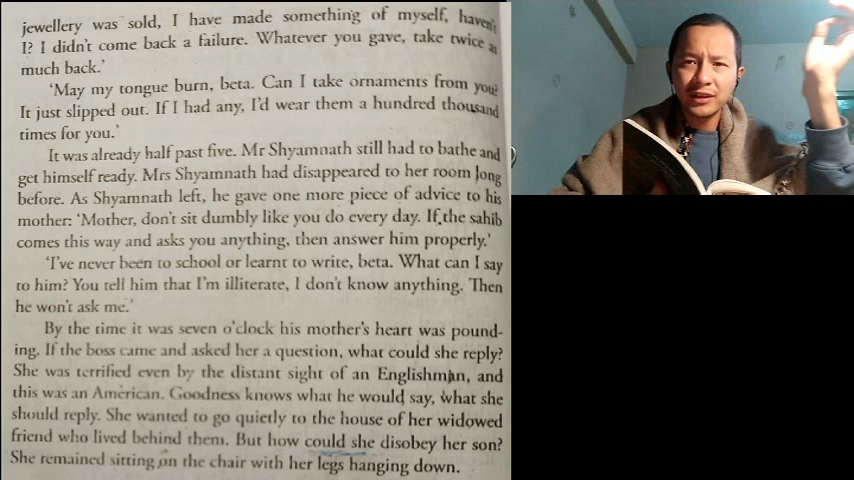 jewellery was sold, I have made something of myself, haven't
I? I didn't come back a failure. Whatever you gave, take twice as
much back.'
'May my tongue burn, beta. Can I take ornaments from you?
It just slipped out. If I had any, I'd wear them a hundred thousand
times for you.'
It was already half past five. Mr Shyamnath still had to bathe and
get himself ready. Mrs Shyamnath had disappeared to her room long
before. As Shyamnath left, he gave one more piece of advice to his
mother: 'Mother, don't sit dumbly like you do every day. If the sahib
comes this way and asks you anything, then answer him properly.'
'I've never been to school or learnt to write, beta. What can I say
to him? You tell him that I'm illiterate, I don't know anything. Then
he won't ask me.'
By the time it was seven o'clock his mother's heart was pound-
ing. If the boss came and asked her a question, what could she reply?
She was terrified even by the distant sight of an Englishman, and
this was an American. Goodness knows what he would say, what she
should reply. She wanted to go quietly to the house of her widowed
friend who lived behind them. But how could she disobey her son?
She remained sitting on the chair with her legs hanging down.